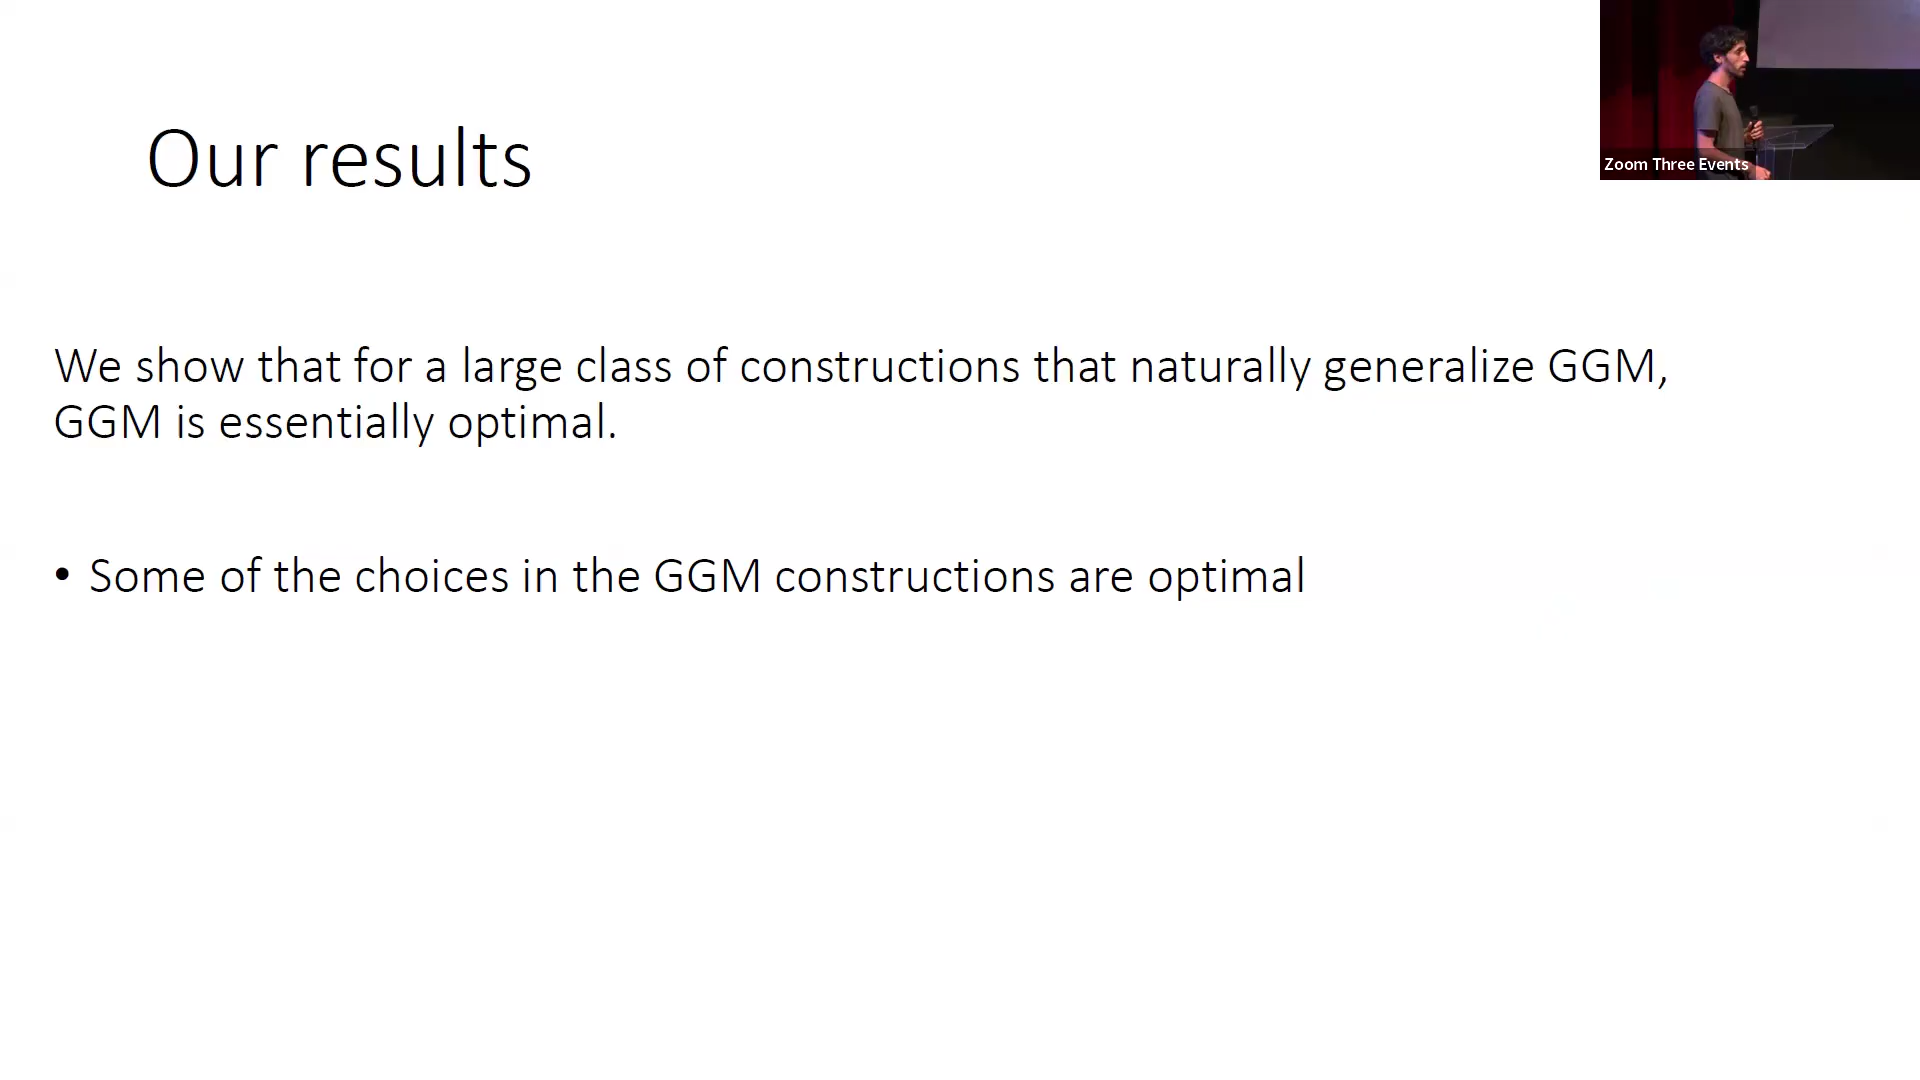 Our results
Zoom Three Events
We show that for a large class of constructions that naturally generalize GGM,
GGM is essentially optimal.
• Some of the choices in the GGM constructions are optimal